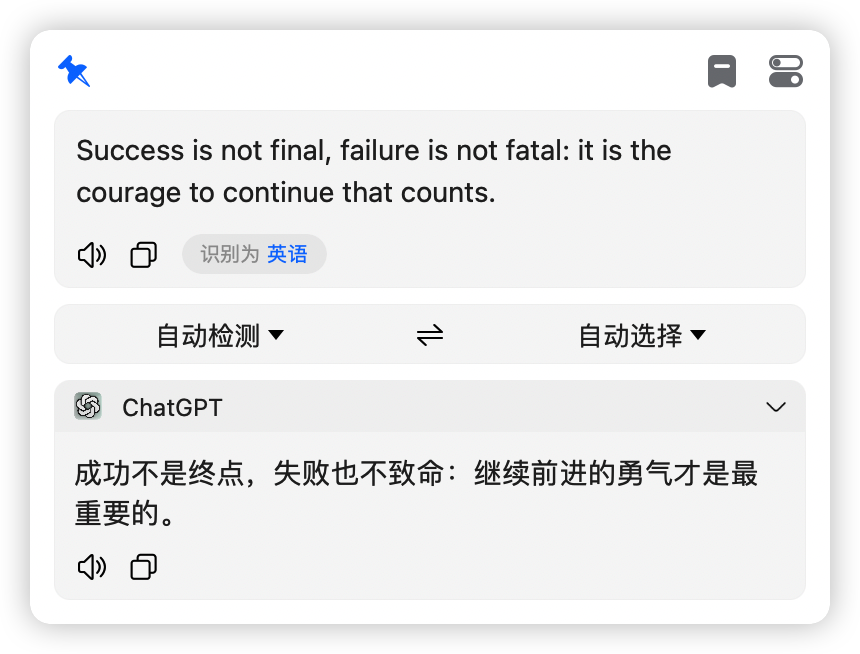 Success is not final, failure is not fatal: it is the
courage to continue that counts.
识别为 英语
自动检测 自动选择
ChatGPT
成功不是终点，失败也不致命：继续前进的勇气才是最
重要的。